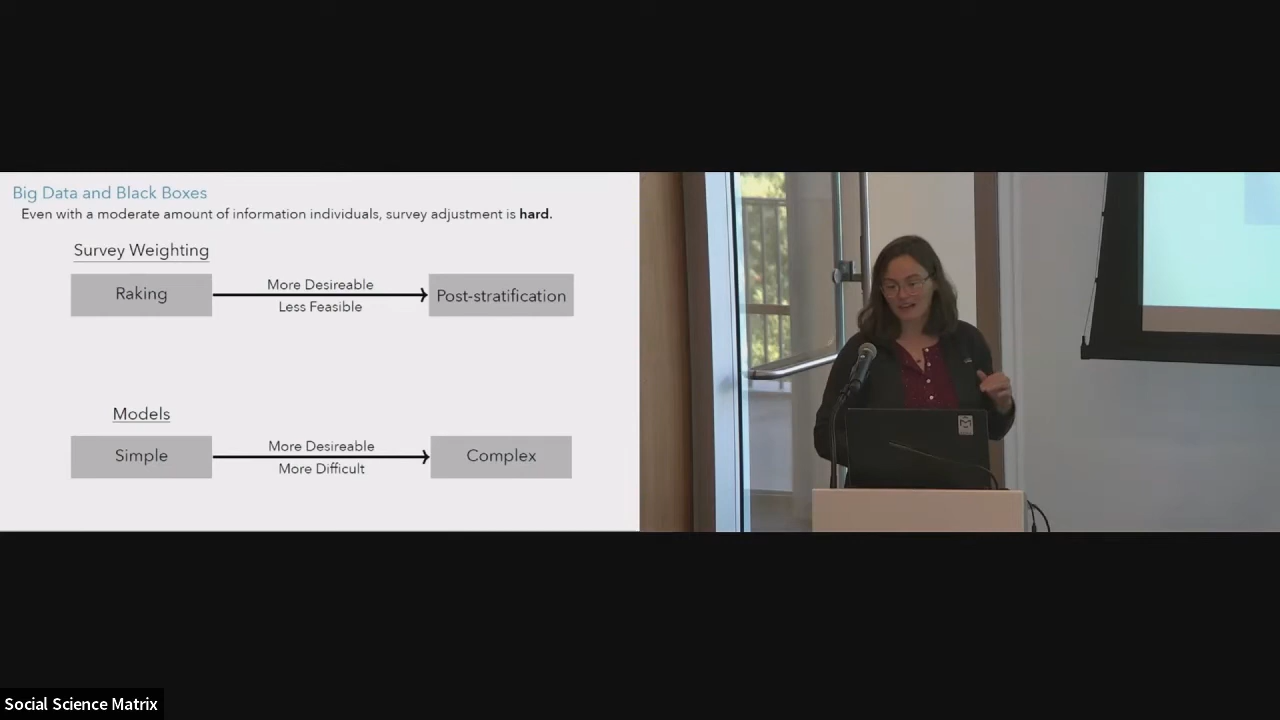 Big Data and Black Boxes
Even with a moderate amount of information individuals, survey adjustment is hard.
Survey Weighting
Raking
More Desireable
Less Feasible
Post-stratification
Models
Simple
More Desireable
More Difficult
Complex
Social Science Matrix